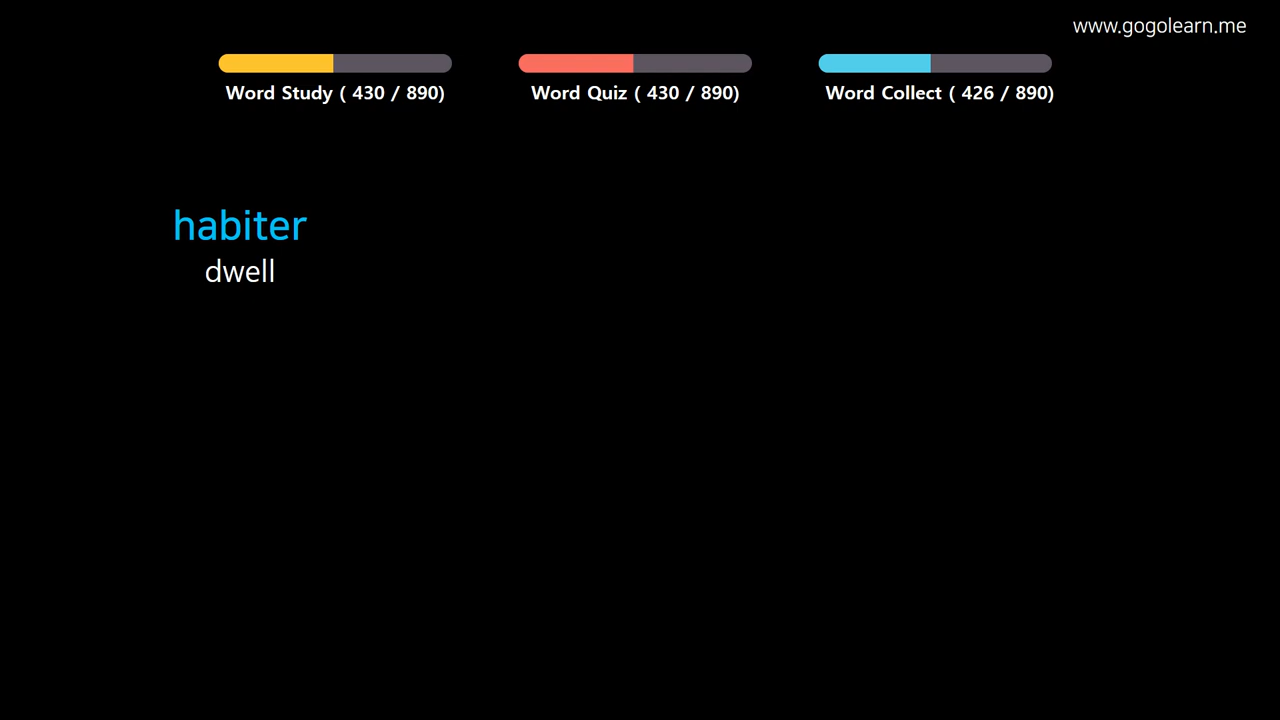 www.gogolearn.me
Word Study ( 430 / 890)
Word Quiz ( 430 / 890)
Word Collect ( 426 / 890)
habiter
dwell